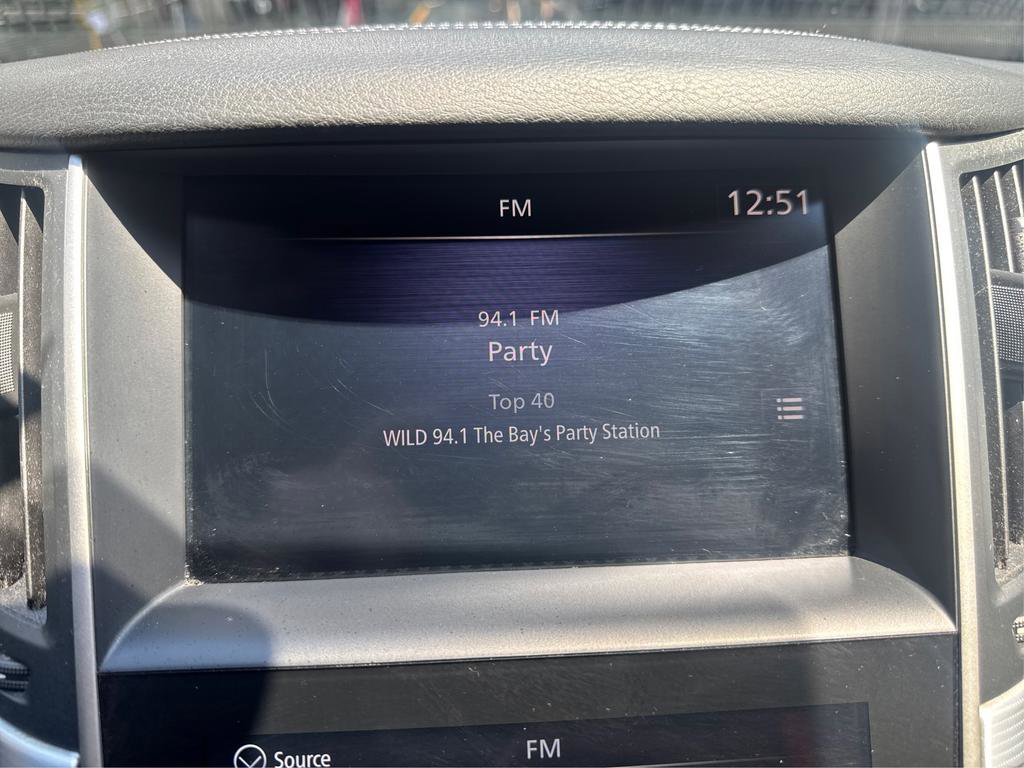 FM
12:51
94.1 FM
Party
Top 40
WILD 94.1 The Bay's Party Station
Source
FM